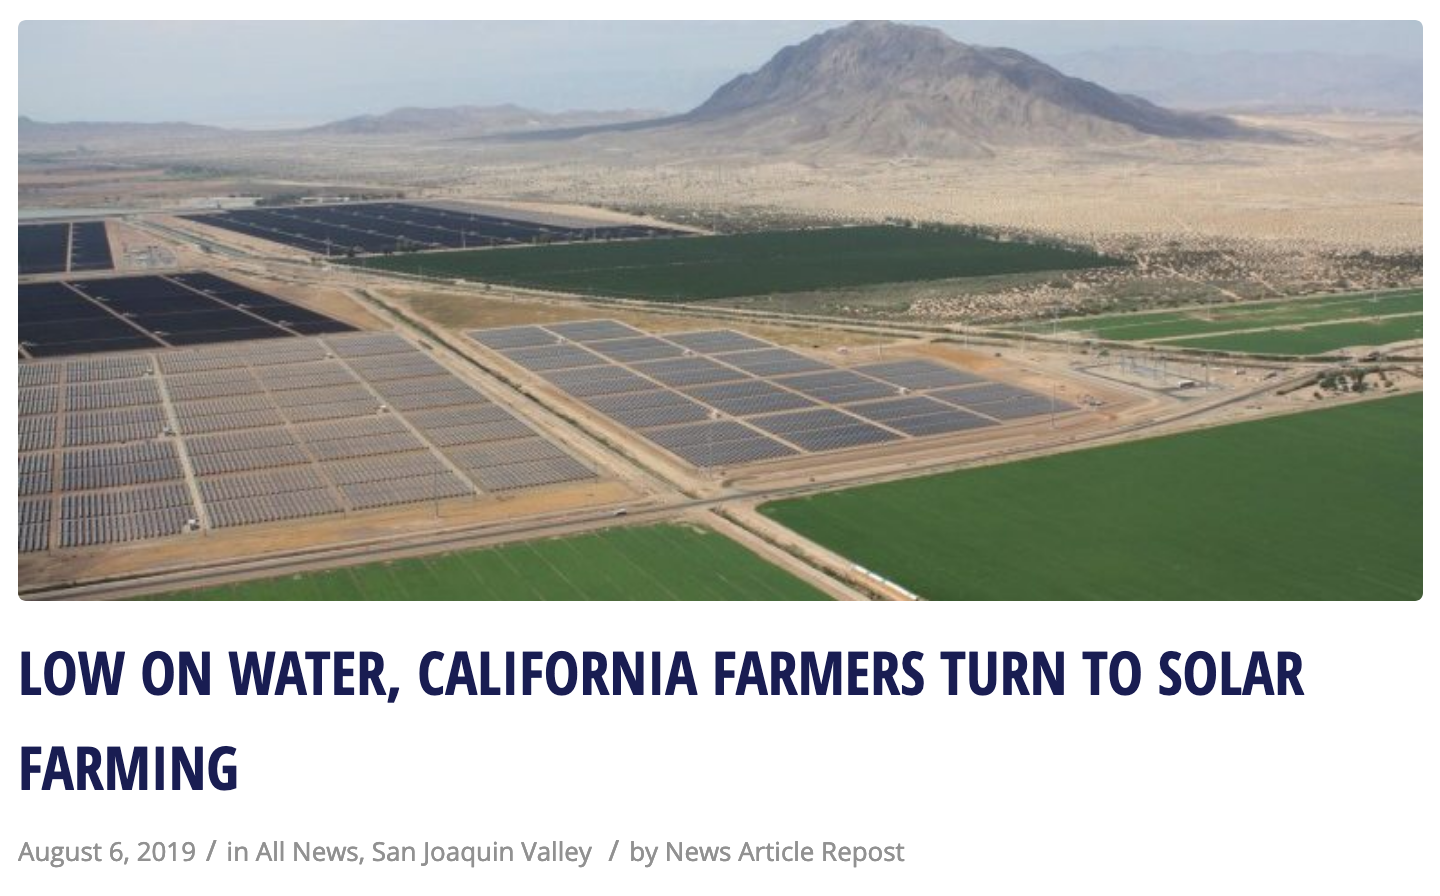 LOW ON WATER, CALIFORNIA FARMERS TURN TO SOLAR
FARMING
August 6, 2019 / in All News, San Joaquin Valley / by News Article Repost